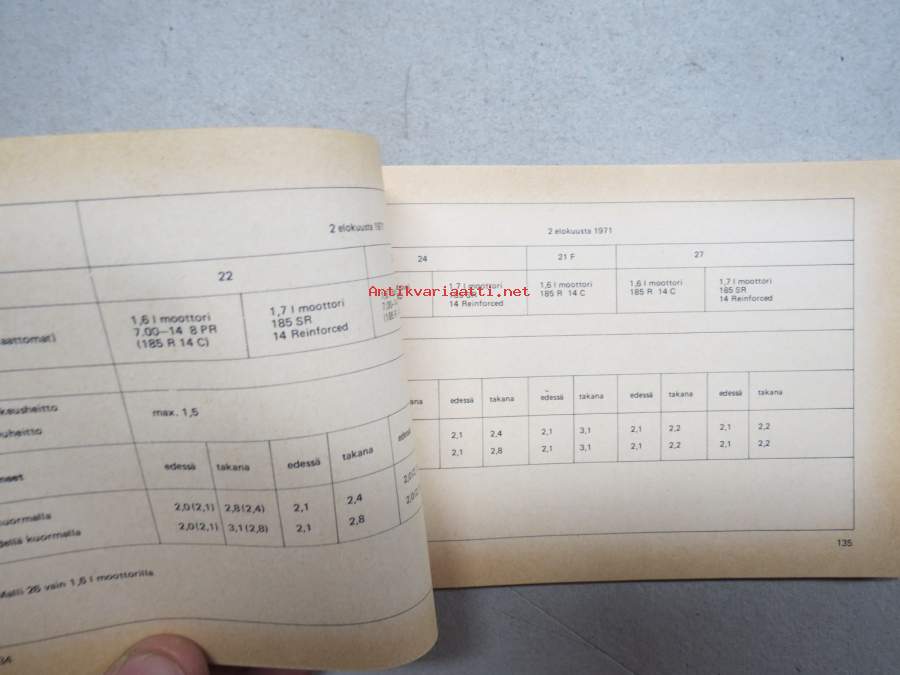 2 elokuusta 1971
22
1,6 l moottori
7.00–14 8 PR
(185 R 14 C)
1,7 l moottori
185 SR
14 Reinforced
max. 1,5
edessä takana edessä takana
2,0(2,1) 2,8(2,4) 2,1 2,4
2,0(2,1) 3,1(2,8) 2,1 2,8
kuormalla
Malli 26 vain 1,6 l moottorilla
2 elokuusta 1971
24 21 F 27
1,7 l moottori
185 SR
14 Reinforced
1,6 l moottori
185 R 14 C
1,6 l moottori
185 R 14 C
1,7 l moottori
185 SR
14 Reinforced
edessä takana edessä takana edessä takana edessä takana
2,1 2,4 2,1 3,1 2,1 2,2 2,1 2,2
2,1 2,8 2,1 3,1 2,1 2,2 2,1 2,2
135
Antikvariaatti.net